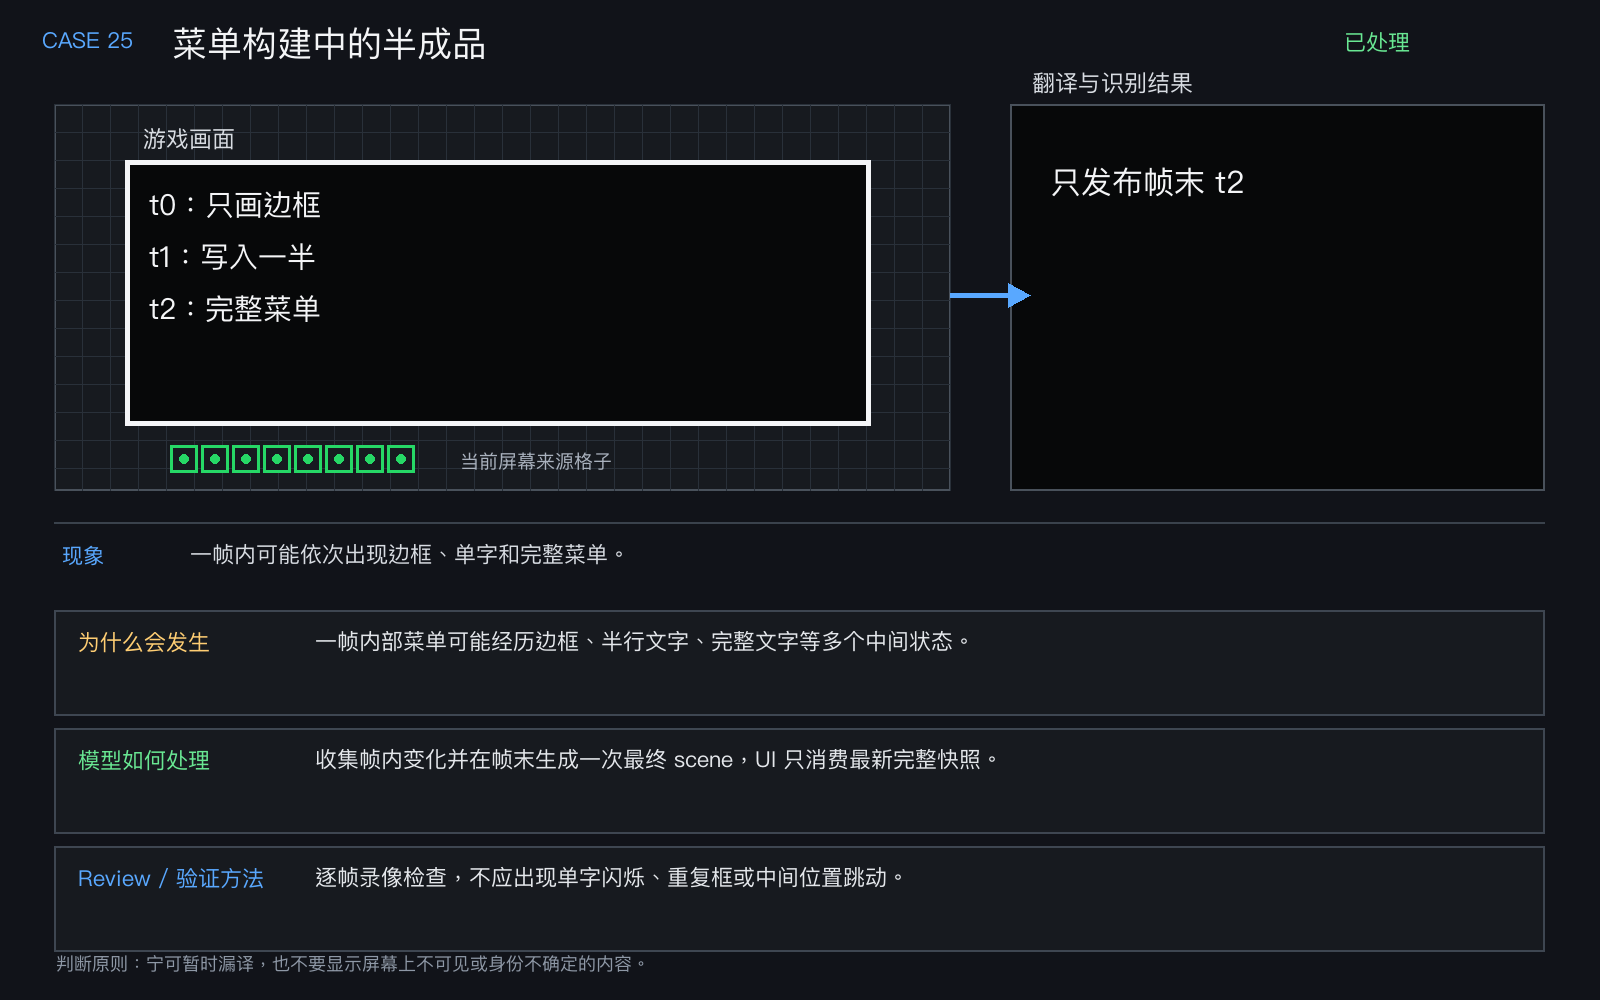 CASE 25
菜单构建中的半成品
已处理
翻译与识别结果
游戏画面
t0：只画边框
t1：写入一半
t2：完整菜单
只发布帧末 t2
当前屏幕来源格子
现象
一帧内可能依次出现边框、单字和完整菜单。
为什么会发生
一帧内部菜单可能经历边框、半行文字、完整文字等多个中间状态。
模型如何处理
收集帧内变化并在帧末生成一次最终 scene，UI 只消费最新完整快照。
Review / 验证方法
逐帧录像检查，不应出现单字闪烁、重复框或中间位置跳动。
判断原则：宁可暂时漏译，也不要显示屏幕上不可见或身份不确定的内容。